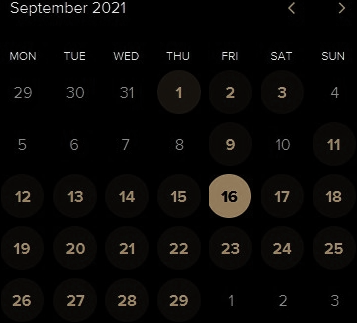 September 2021
MON TUE WED THU FRI SAT SUN
29 30 31 1 2 3 4
5 6 7 8 9 10 11
12 13 14 15 16 17 18
19 20 21 22 23 24 25
26 27 28 29 1 2 3